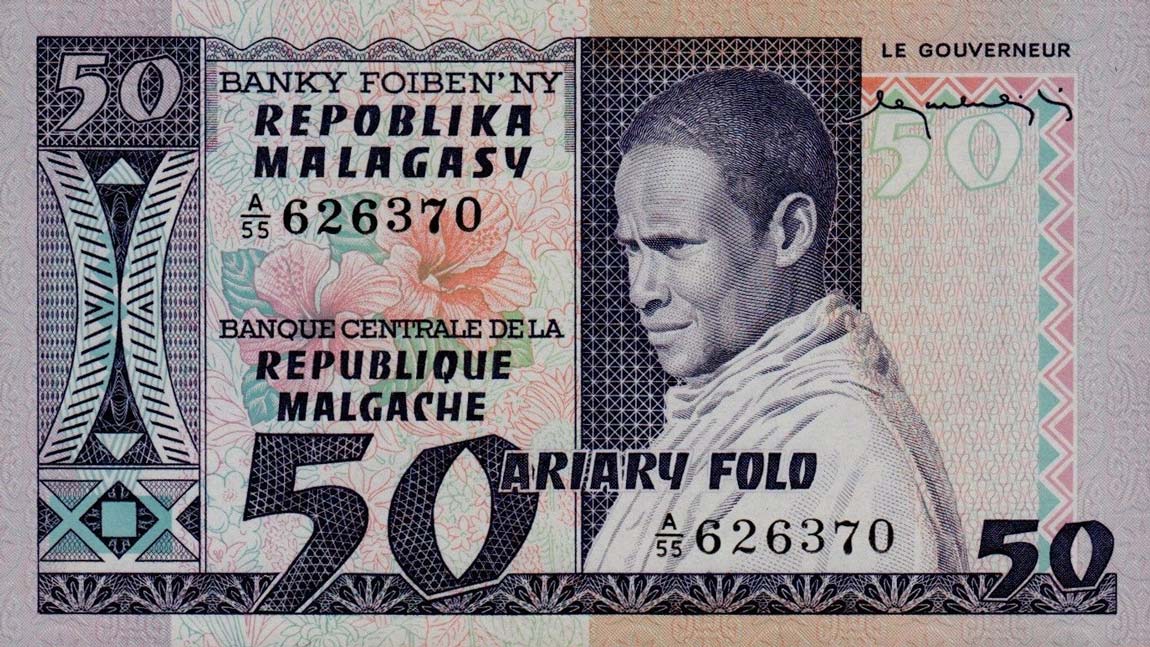 50
BANKY FOIBEN'NY
REPOBLIKA
MALAGASY
A/55 626370
BANQUE CENTRALE DE LA
REPUBLIQUE
MALGACHE
50 ARIARY FOLO
LE GOUVERNEUR
50
A/55 626370
50